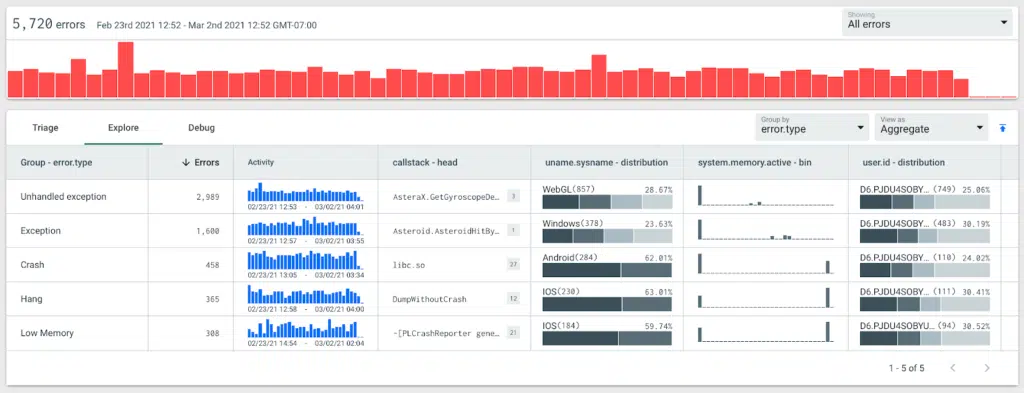 5,720 errors Feb 23rd 2021 12:52 - Mar 2nd 2021 12:52 GMT-07:00
Showing
All errors
Triage Explore Debug
Group by
error.type
View as
Aggregate
Group - error.type Errors Activity callstack - head uname.sysname - distribution system.memory.active - bin user.id - distribution
Unhandled exception 2,989 02/23/21 12:53 - 03/02/21 04:01 AsteraX.GetGyroscopeDe… 3 WebGL(857) 28.67% D6.PJDU4SOBY… (749) 25.06%
Exception 1,600 02/23/21 12:57 - 03/02/21 03:55 Asteroid.AsteroidHitBy… 1 Windows(378) 23.63% D6.PJDU4SOBY… (483) 30.19%
Crash 458 02/23/21 13:05 - 03/02/21 03:34 libc.so 27 Android(284) 62.01% D6.PJDU4SOBY… (110) 24.02%
Hang 365 02/23/21 12:58 - 03/02/21 04:00 DumpWithoutCrash 12 IOS(230) 63.01% D6.PJDU4SOBY… (111) 30.41%
Low Memory 308 02/23/21 14:54 - 03/02/21 02:04 -[PLCrashReporter gene… 21 IOS(184) 59.74% D6.PJDU4SOBYU… (94) 30.52%
1 - 5 of 5